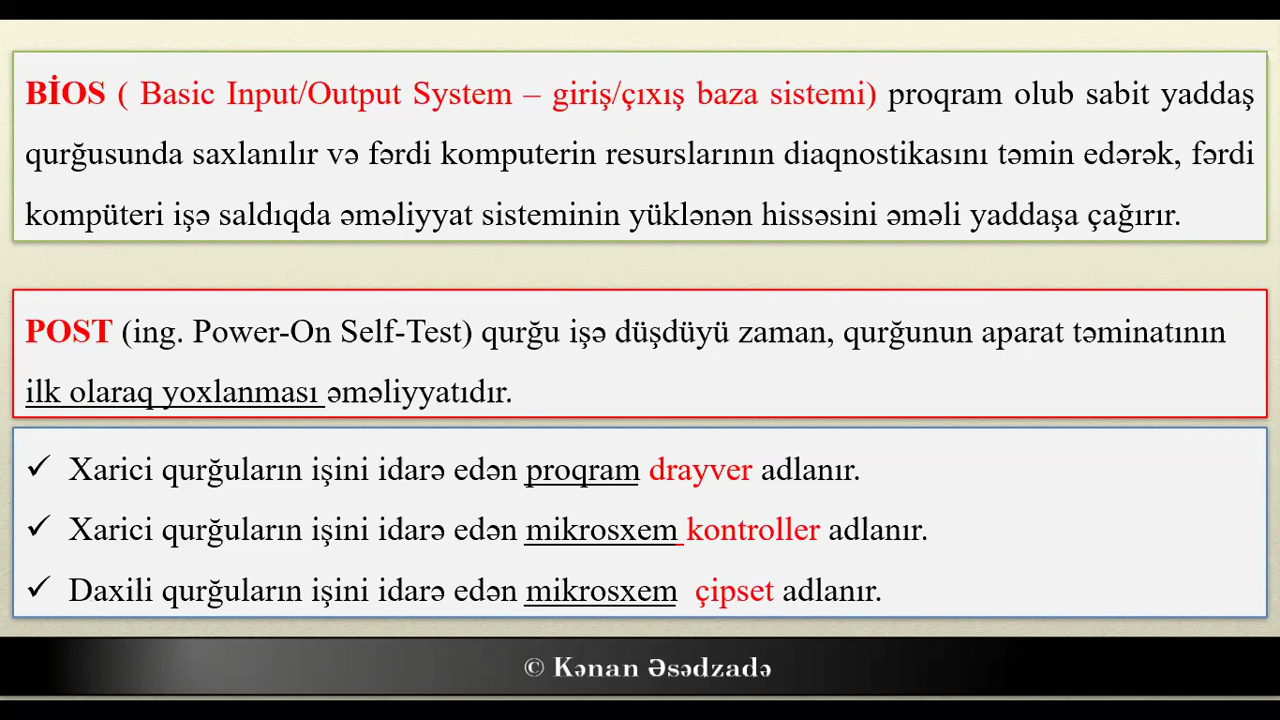 BİOS ( Basic Input/Output System – giriş/çıxış baza sistemi) proqram olub sabit yaddaş
qurğusunda saxlanılır və fərdi komputerin resurslarının diaqnostikasını təmin edərək, fərdi
kompüteri işə saldıqda əməliyyat sisteminin yüklənən hissəsini əməli yaddaşa çağırır.
POST (ing. Power-On Self-Test) qurğu işə düşdüyü zaman, qurğunun aparat təminatının
ilk olaraq yoxlanması əməliyyatıdır.
✓ Xarici qurğuların işini idarə edən proqram drayver adlanır.
✓ Xarici qurğuların işini idarə edən mikrosxem kontroller adlanır.
✓ Daxili qurğuların işini idarə edən mikrosxem çipset adlanır.
© Kənan Əsədzadə